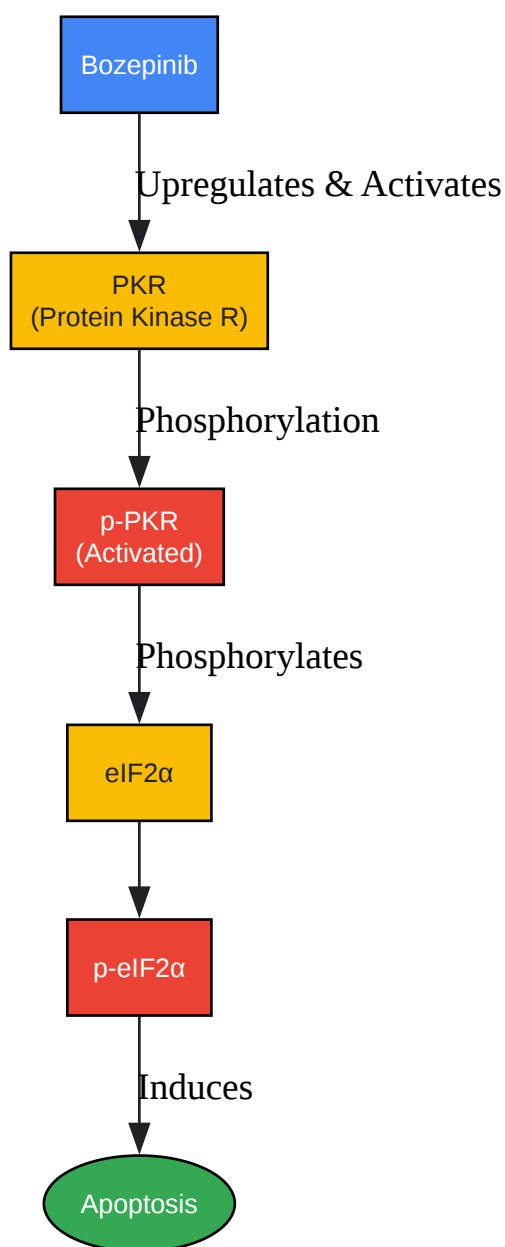 Bozepinib
Upregulates & Activates
PKR
(Protein Kinase R)
Phosphorylation
p-PKR
(Activated)
Phosphorylates
eIF2α
p-eIF2α
Induces
Apoptosis